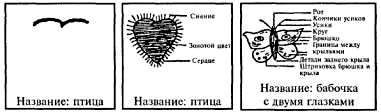 Название: птица
Сияние
Золотой цвет
Сердце
Название: птица
Рот
Кончики усиков
Усики
Круг
Брюшко
Границы между
крыльями
Детали заднего крыла
Штриховка брюшка и
крыла
Название: бабочка
с двумя глазками